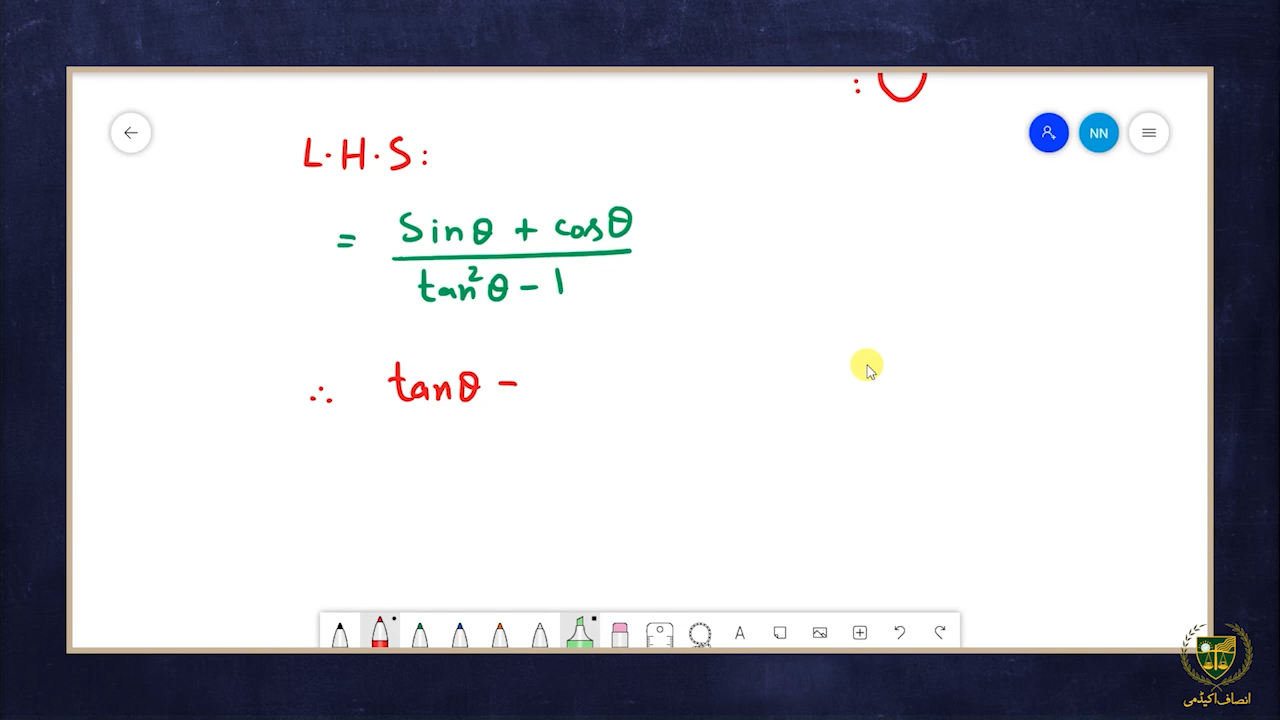 NN
L.H.S:
= (Sinθ + cosθ) / (tan²θ - 1)
∴ tanθ -
A
انصاف اکیڈمی